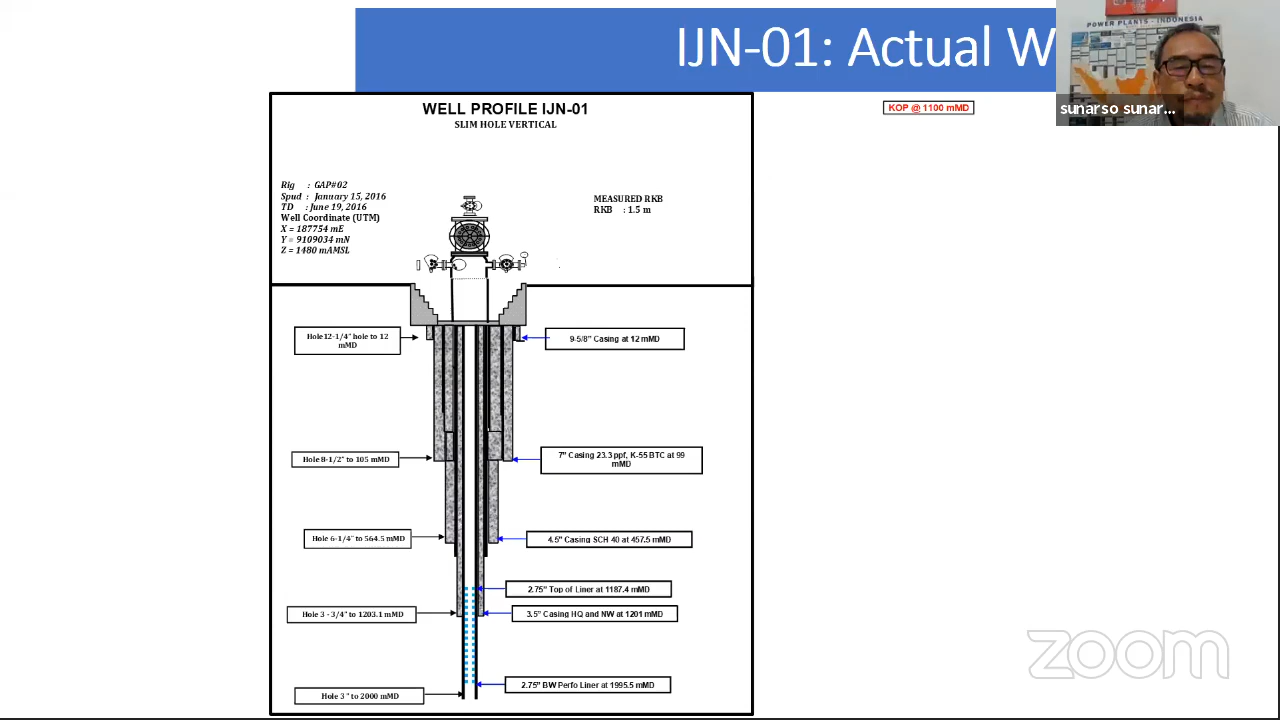 IJN-01: Actual W
POWER PLANTS - INDONESIA
sunarso sunar...
WELL PROFILE IJN-01
SLIM HOLE VERTICAL
KOP @ 1100 mMD
Rig : GAP#02
Spud : January 15, 2016
TD : June 19, 2016
Well Coordinate (UTM)
X = 187754 mE
Y = 9109034 mN
Z = 1480 mAMSL
MEASURED RKB
RKB : 1.5 m
Hole12-1/4" hole to 12
mMD
9-5/8" Casing at 12 mMD
Hole 8-1/2" to 105 mMD
7" Casing 23.3 ppf, K-55 BTC at 99
mMD
Hole 6-1/4" to 564.5 mMD
4.5" Casing SCH 40 at 457.5 mMD
2.75" Top of Liner at 1187.4 mMD
Hole 3 - 3/4" to 1203.1 mMD
3.5" Casing HQ and NW at 1201 mMD
2.75" BW Perfo Liner at 1995.5 mMD
Hole 3 " to 2000 mMD
zoom